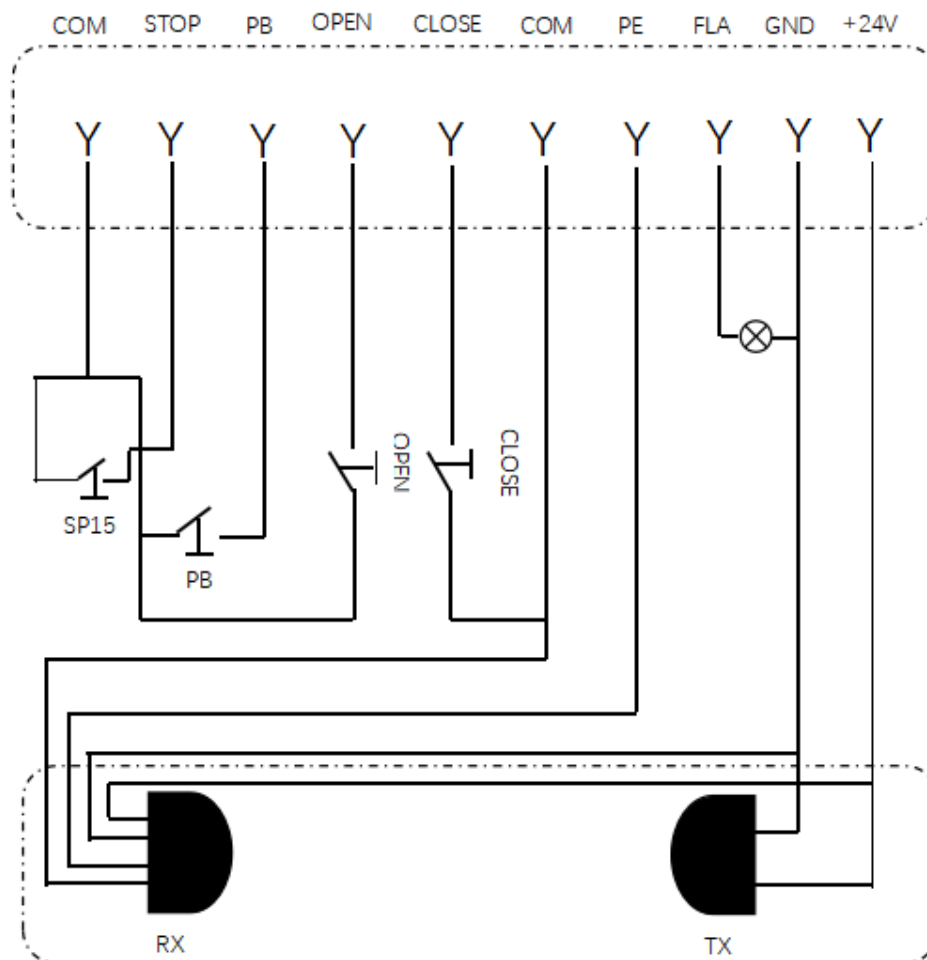 COM STOP PB OPEN CLOSE COM PE FLA GND +24V
Y Y Y Y Y Y Y Y Y Y
OPEN
CLOSE
SP15
PB
RX
TX